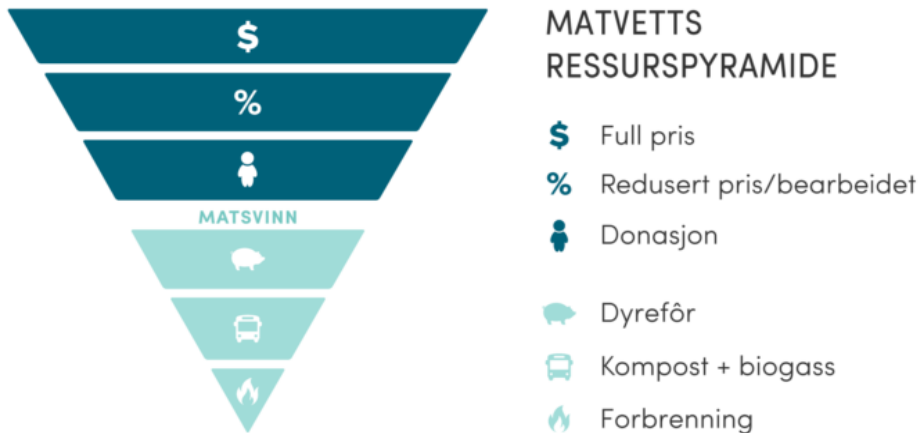 $
%
MATSVINN
MATVETTS
RESSURSPYRAMIDE
$ Full pris
% Redusert pris/bearbeidet
Donasjon
Dyrefôr
Kompost + biogass
Forbrenning